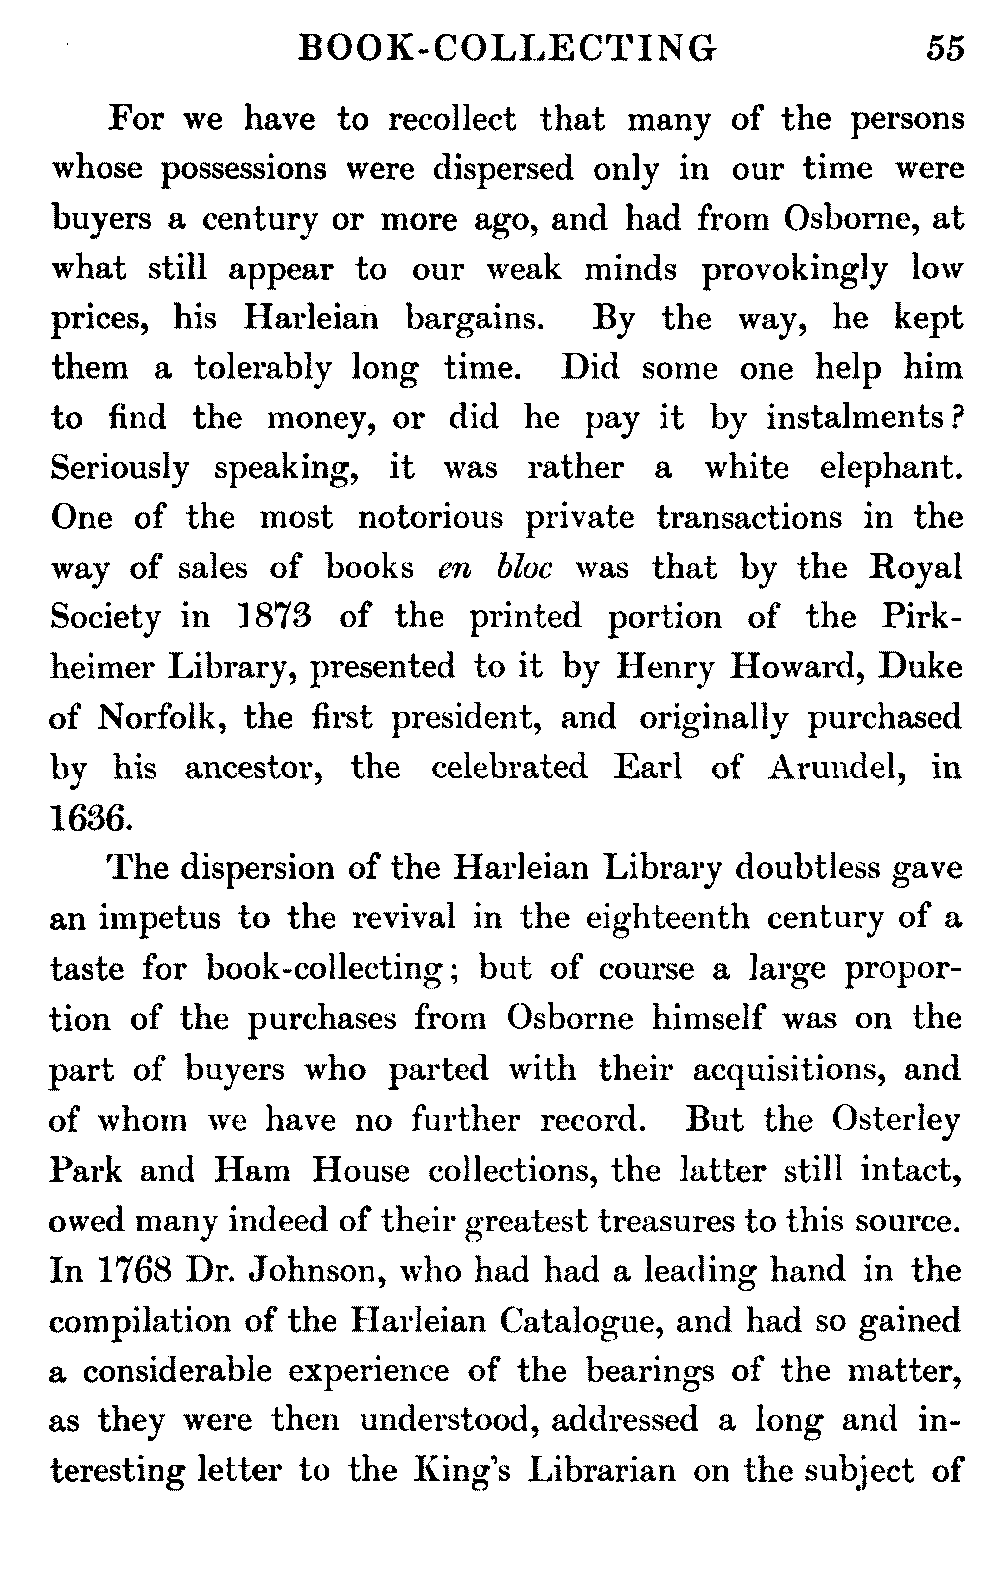 BOOK-COLLECTING 55
For we have to recollect that many of the persons
whose possessions were dispersed only in our time were
buyers a century or more ago, and had from Osborne, at
what still appear to our weak minds provokingly low
prices, his Harleian bargains. By the way, he kept
them a tolerably long time. Did some one help him
to find the money, or did he pay it by instalments?
Seriously speaking, it was rather a white elephant.
One of the most notorious private transactions in the
way of sales of books en bloc was that by the Royal
Society in 1873 of the printed portion of the Pirk-
heimer Library, presented to it by Henry Howard, Duke
of Norfolk, the first president, and originally purchased
by his ancestor, the celebrated Earl of Arundel, in
1636.
The dispersion of the Harleian Library doubtless gave
an impetus to the revival in the eighteenth century of a
taste for book-collecting; but of course a large propor-
tion of the purchases from Osborne himself was on the
part of buyers who parted with their acquisitions, and
of whom we have no further record. But the Osterley
Park and Ham House collections, the latter still intact,
owed many indeed of their greatest treasures to this source.
In 1768 Dr. Johnson, who had had a leading hand in the
compilation of the Harleian Catalogue, and had so gained
a considerable experience of the bearings of the matter,
as they were then understood, addressed a long and in-
teresting letter to the King's Librarian on the subject of